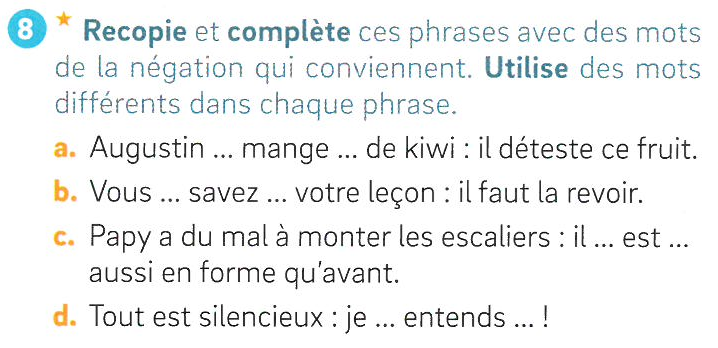 8 ★ Recopie et complète ces phrases avec des mots
de la négation qui conviennent. Utilise des mots
différents dans chaque phrase.
a. Augustin ... mange ... de kiwi : il déteste ce fruit.
b. Vous ... savez ... votre leçon : il faut la revoir.
c. Papy a du mal à monter les escaliers : il ... est ...
aussi en forme qu'avant.
d. Tout est silencieux : je ... entends ... !